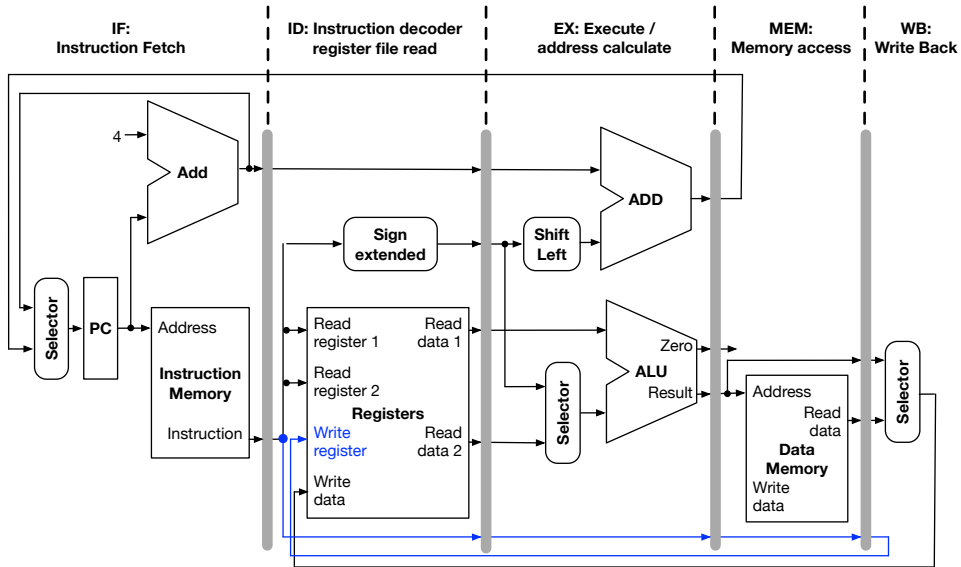 IF:
Instruction Fetch
ID: Instruction decoder
register file read
EX: Execute /
address calculate
MEM:
Memory access
WB:
Write Back
4
Add
ADD
Sign
extended
Shift
Left
Selector
PC
Address
Instruction
Memory
Instruction
Read
register 1
Read
data 1
Read
register 2
Registers
Write
register
Read
data 2
Write
data
Selector
Zero
ALU
Result
Address
Read
data
Data
Memory
Write
data
Selector